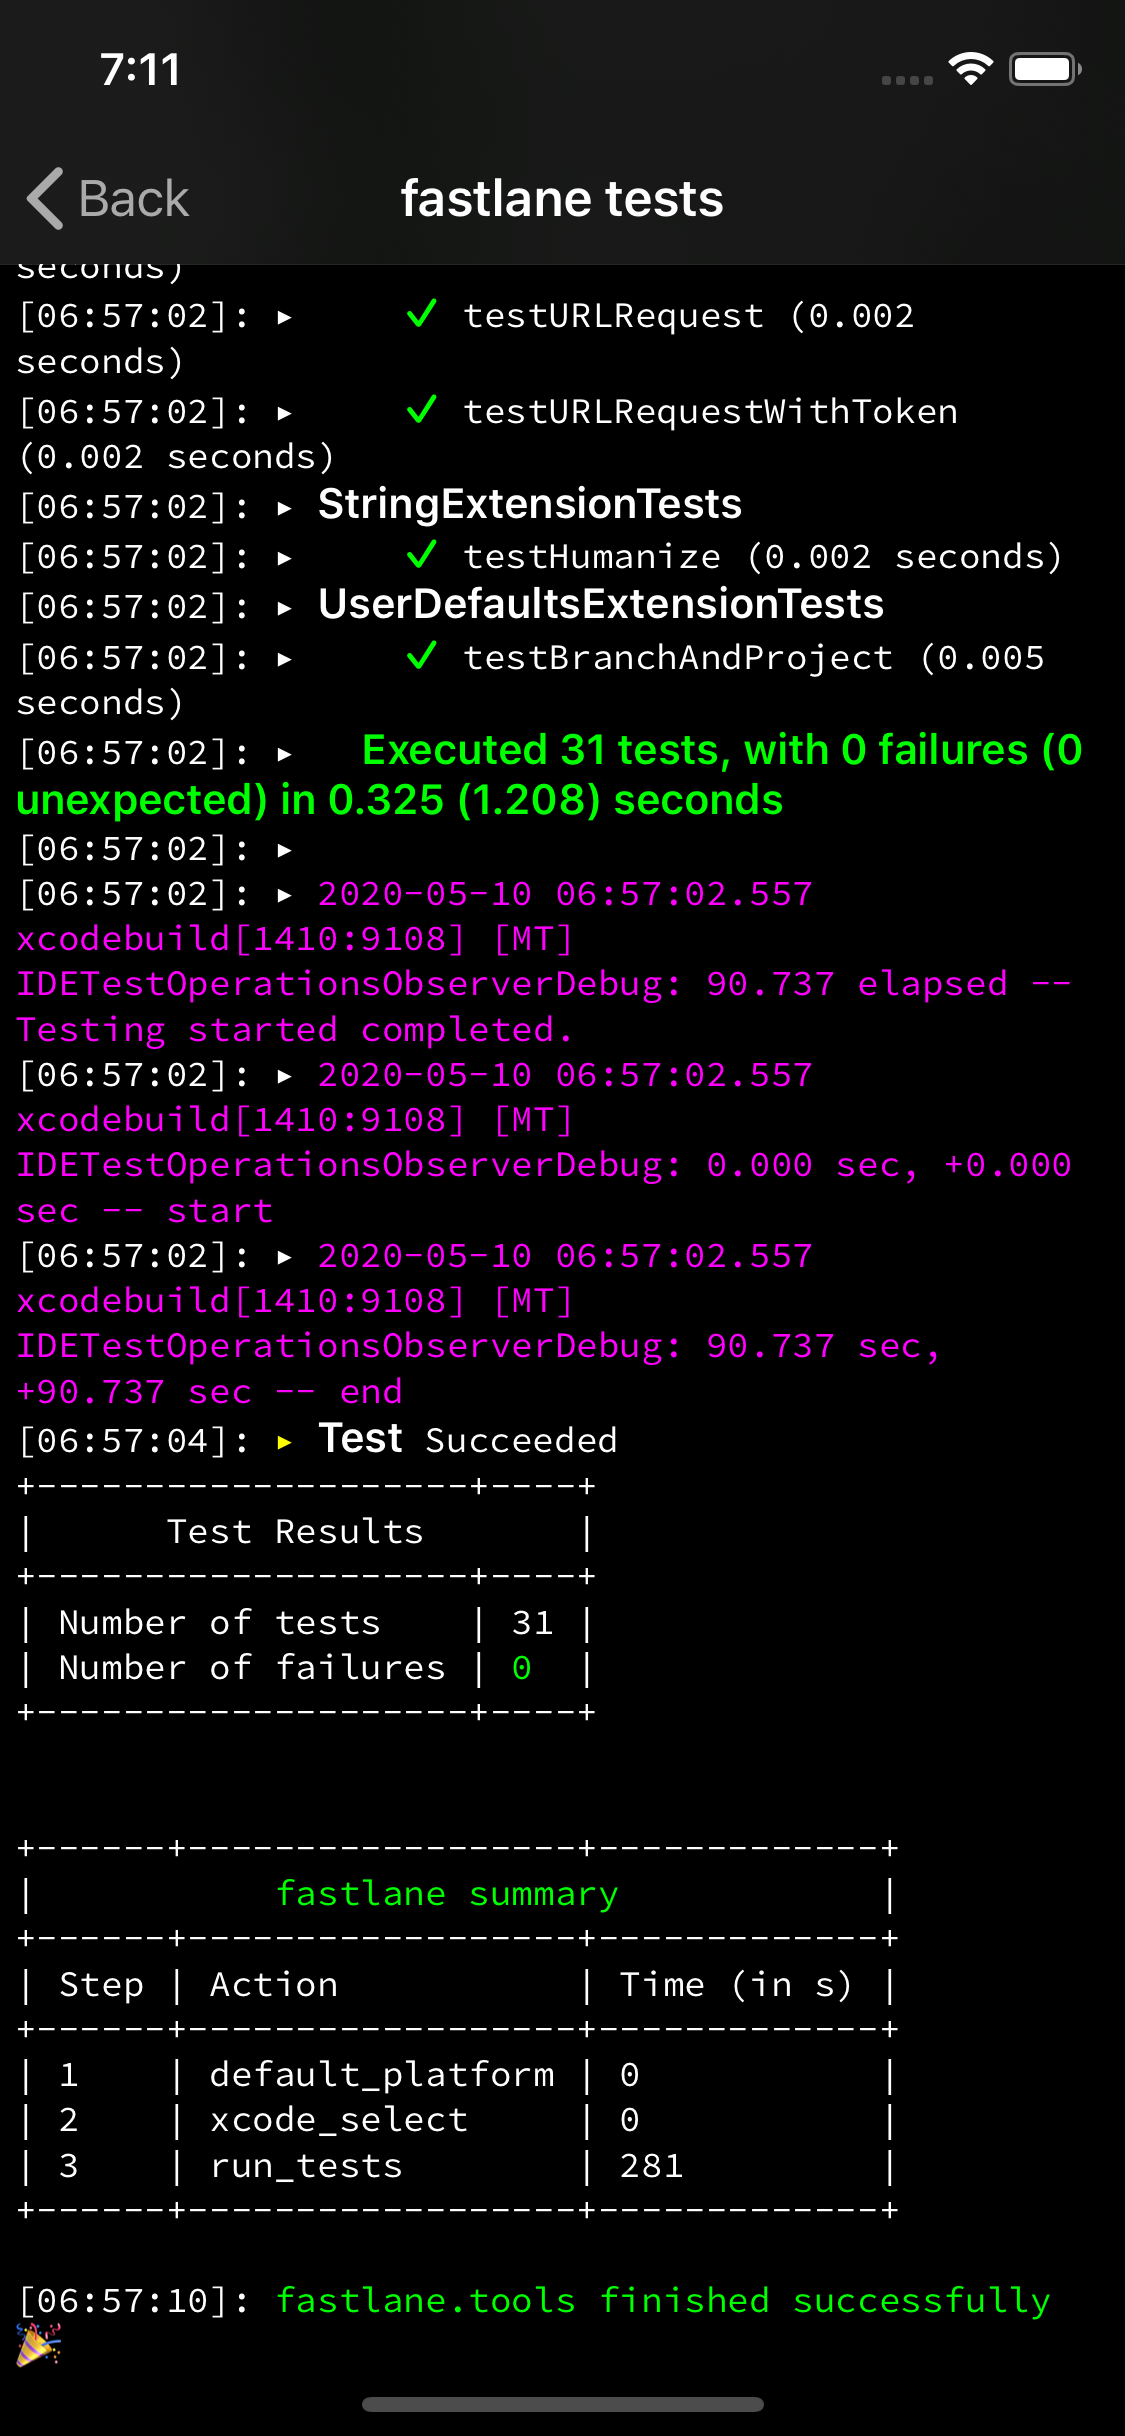 7:11
Back
fastlane tests
seconds)
[06:57:02]: ▸ ✓ testURLRequest (0.002
seconds)
[06:57:02]: ▸ ✓ testURLRequestWithToken
(0.002 seconds)
[06:57:02]: ▸ StringExtensionTests
[06:57:02]: ▸ ✓ testHumanize (0.002 seconds)
[06:57:02]: ▸ UserDefaultsExtensionTests
[06:57:02]: ▸ ✓ testBranchAndProject (0.005
seconds)
[06:57:02]: ▸ Executed 31 tests, with 0 failures (0
unexpected) in 0.325 (1.208) seconds
[06:57:02]: ▸
[06:57:02]: ▸ 2020-05-10 06:57:02.557
xcodebuild[1410:9108] [MT]
IDETestOperationsObserverDebug: 90.737 elapsed --
Testing started completed.
[06:57:02]: ▸ 2020-05-10 06:57:02.557
xcodebuild[1410:9108] [MT]
IDETestOperationsObserverDebug: 0.000 sec, +0.000
sec -- start
[06:57:02]: ▸ 2020-05-10 06:57:02.557
xcodebuild[1410:9108] [MT]
IDETestOperationsObserverDebug: 90.737 sec,
+90.737 sec -- end
[06:57:04]: ▸ Test Succeeded
+--------------------+----+
| Test Results |
+--------------------+----+
| Number of tests | 31 |
| Number of failures | 0 |
+--------------------+----+
+------+------------------+-------------+
| fastlane summary |
+------+------------------+-------------+
| Step | Action | Time (in s) |
+------+------------------+-------------+
| 1 | default_platform | 0 |
| 2 | xcode_select | 0 |
| 3 | run_tests | 281 |
+------+------------------+-------------+
[06:57:10]: fastlane.tools finished successfully
🎉